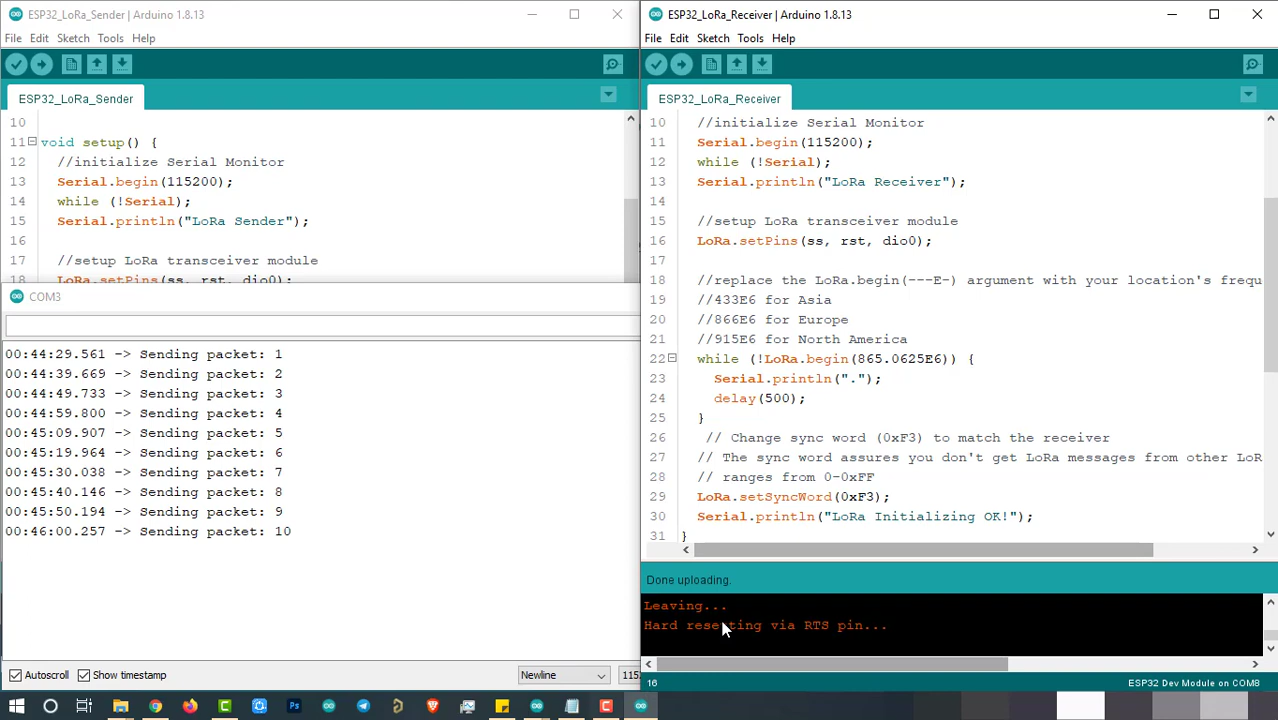 ESP32_LoRa_Sender | Arduino 1.8.13
File Edit Sketch Tools Help
ESP32_LoRa_Sender
10
11 void setup() {
12 //initialize Serial Monitor
13 Serial.begin(115200);
14 while (!Serial);
15 Serial.println("LoRa Sender");
16
17 //setup LoRa transceiver module
18 LoRa.setPins(ss, rst, dio0);
COM3
00:44:29.561 -> Sending packet: 1
00:44:39.669 -> Sending packet: 2
00:44:49.733 -> Sending packet: 3
00:44:59.800 -> Sending packet: 4
00:45:09.907 -> Sending packet: 5
00:45:19.964 -> Sending packet: 6
00:45:30.038 -> Sending packet: 7
00:45:40.146 -> Sending packet: 8
00:45:50.194 -> Sending packet: 9
00:46:00.257 -> Sending packet: 10
Autoscroll Show timestamp Newline 115
ESP32_LoRa_Receiver | Arduino 1.8.13
File Edit Sketch Tools Help
ESP32_LoRa_Receiver
10 //initialize Serial Monitor
11 Serial.begin(115200);
12 while (!Serial);
13 Serial.println("LoRa Receiver");
14
15 //setup LoRa transceiver module
16 LoRa.setPins(ss, rst, dio0);
17
18 //replace the LoRa.begin(---E-) argument with your location's frequ
19 //433E6 for Asia
20 //866E6 for Europe
21 //915E6 for North America
22 while (!LoRa.begin(865.0625E6)) {
23 Serial.println(".");
24 delay(500);
25 }
26 // Change sync word (0xF3) to match the receiver
27 // The sync word assures you don't get LoRa messages from other LoR
28 // ranges from 0-0xFF
29 LoRa.setSyncWord(0xF3);
30 Serial.println("LoRa Initializing OK!");
31 }
Done uploading.
Leaving...
Hard resetting via RTS pin...
16 ESP32 Dev Module on COM8